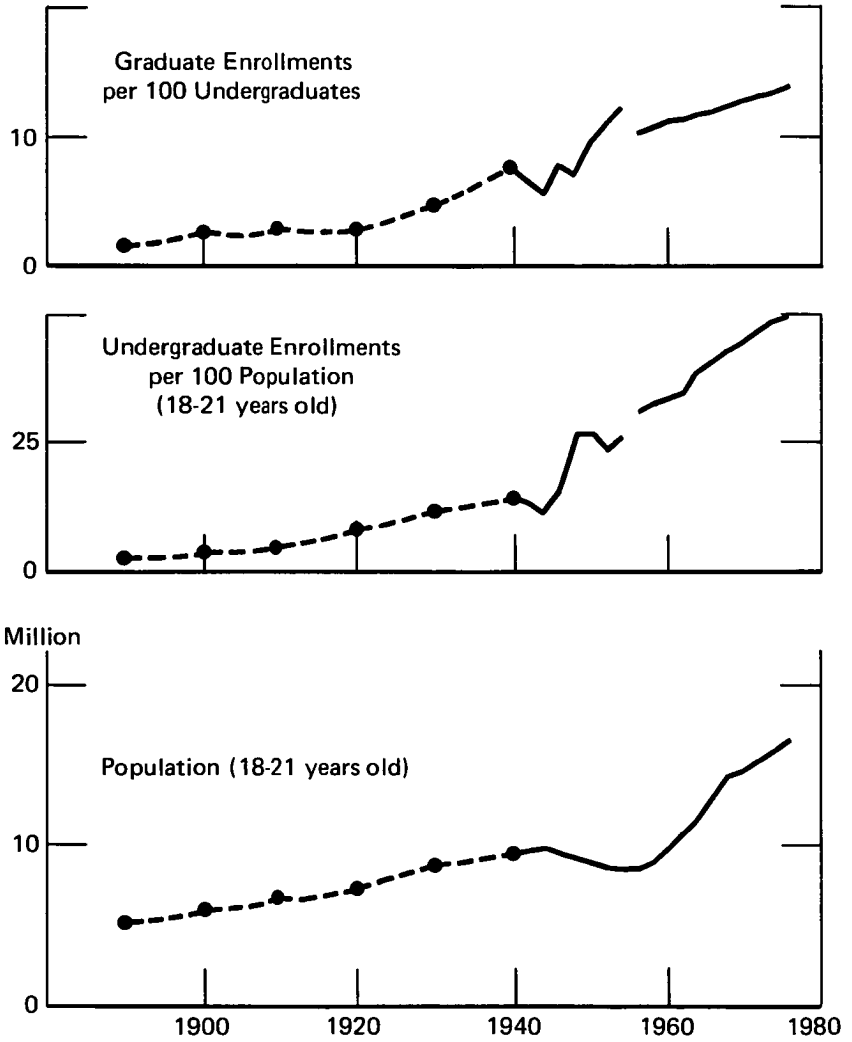 Graduate Enrollments
per 100 Undergraduates
10
0
Undergraduate Enrollments
per 100 Population
(18-21 years old)
25
0
Million
20
Population (18-21 years old)
10
0
1900 1920 1940 1960 1980